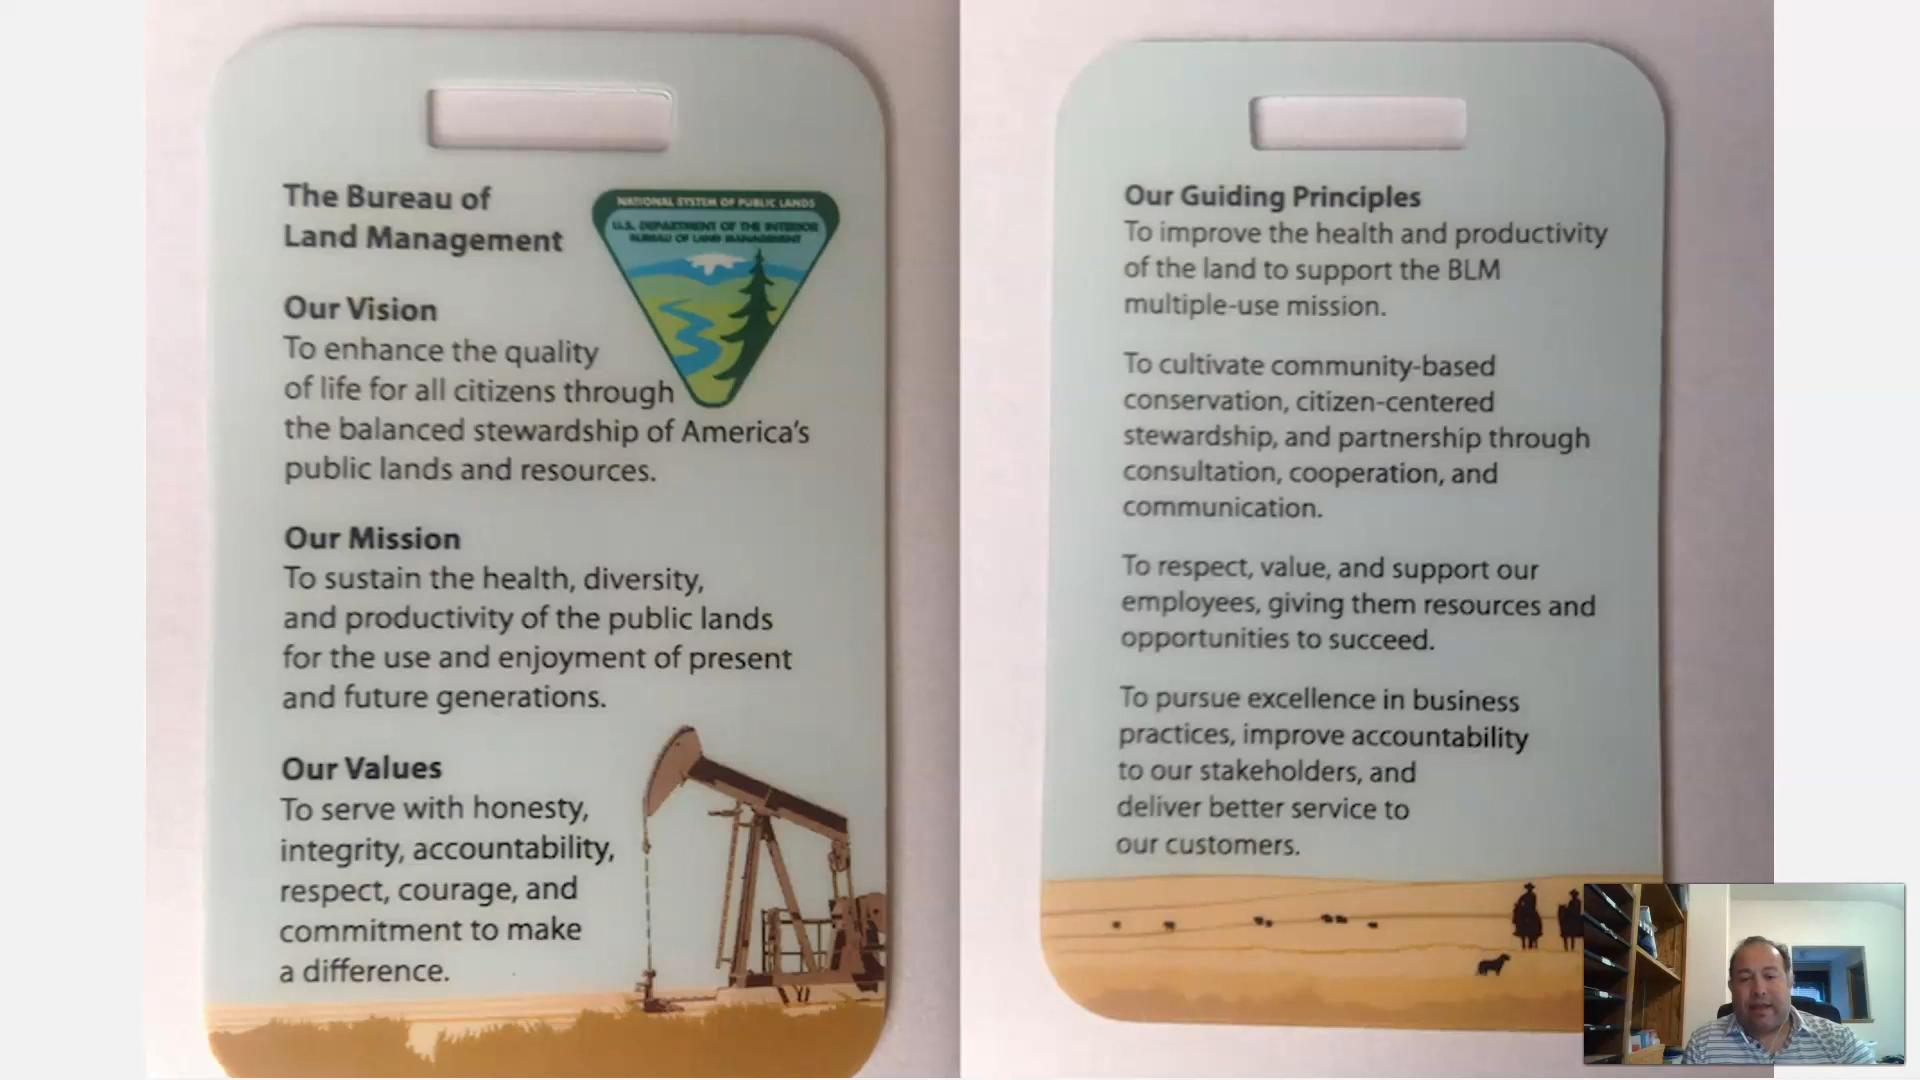 The Bureau of
Land Management
NATIONAL SYSTEM OF PUBLIC LANDS
U.S. DEPARTMENT OF THE INTERIOR
BUREAU OF LAND MANAGEMENT
Our Vision
To enhance the quality
of life for all citizens through
the balanced stewardship of America's
public lands and resources.
Our Mission
To sustain the health, diversity,
and productivity of the public lands
for the use and enjoyment of present
and future generations.
Our Values
To serve with honesty,
integrity, accountability,
respect, courage, and
commitment to make
a difference.
Our Guiding Principles
To improve the health and productivity
of the land to support the BLM
multiple-use mission.
To cultivate community-based
conservation, citizen-centered
stewardship, and partnership through
consultation, cooperation, and
communication.
To respect, value, and support our
employees, giving them resources and
opportunities to succeed.
To pursue excellence in business
practices, improve accountability
to our stakeholders, and
deliver better service to
our customers.